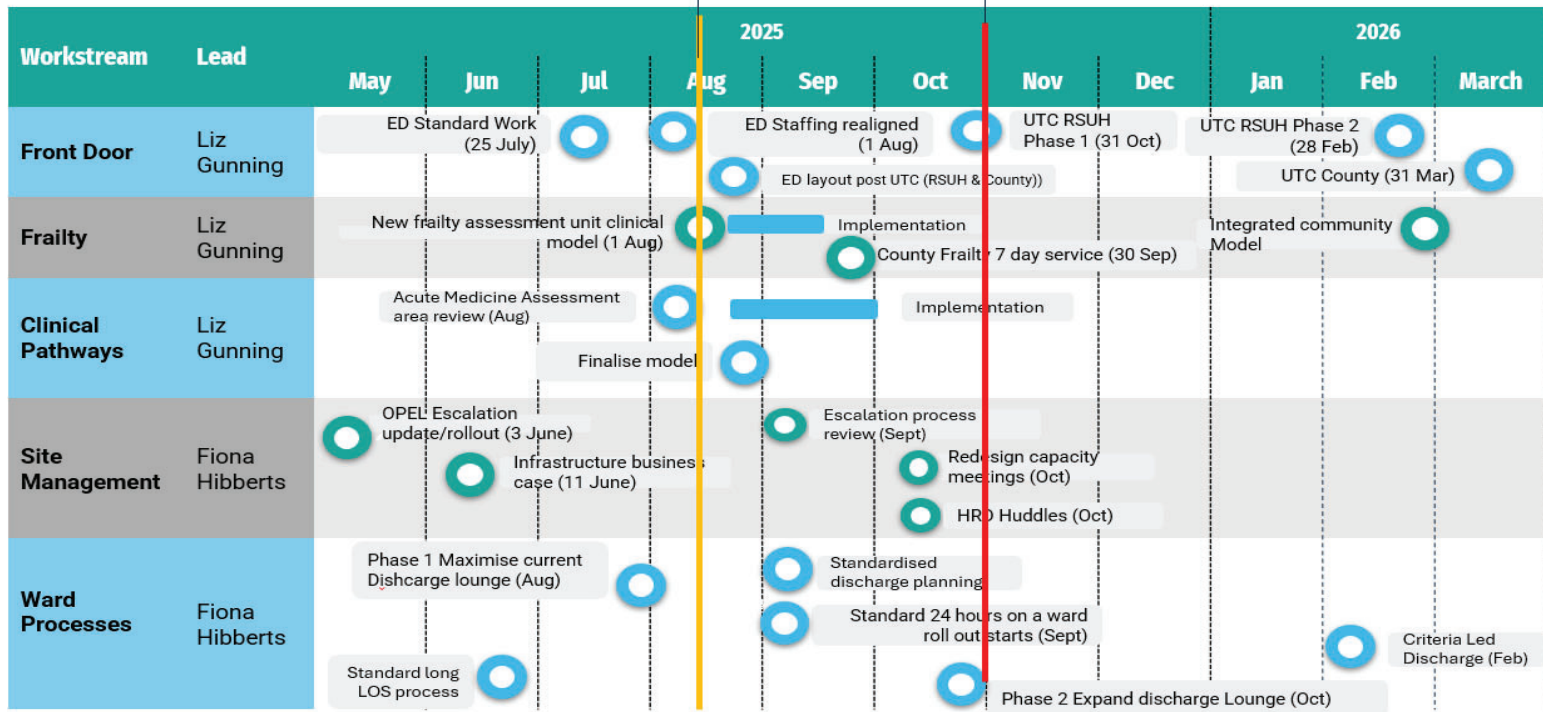 2025
2026
Workstream
Lead
May
Jun
Jul
Aug
Sep
Oct
Nov
Dec
Jan
Feb
March
Front Door
Liz
Gunning
ED Standard Work
(25 July)
ED Staffing realigned
(1 Aug)
UTC RSUH
Phase 1 (31 Oct)
UTC RSUH Phase 2
(28 Feb)
ED layout post UTC (RSUH & County))
UTC County (31 Mar)
Frailty
Liz
Gunning
New frailty assessment unit clinical
model (1 Aug)
Implementation
County Frailty 7 day service (30 Sep)
Integrated community
Model
Clinical
Pathways
Liz
Gunning
Acute Medicine Assessment
area review (Aug)
Implementation
Finalise model
Site
Management
Fiona
Hibberts
OPEL Escalation
update/rollout (3 June)
Infrastructure business
case (11 June)
Escalation process
review (Sept)
Redesign capacity
meetings (Oct)
HRO Huddles (Oct)
Ward
Processes
Fiona
Hibberts
Phase 1 Maximise current
Dishcarge lounge (Aug)
Standardised
discharge planning
Standard 24 hours on a ward
roll out starts (Sept)
Standard long
LOS process
Criteria Led
Discharge (Feb)
Phase 2 Expand discharge Lounge (Oct)